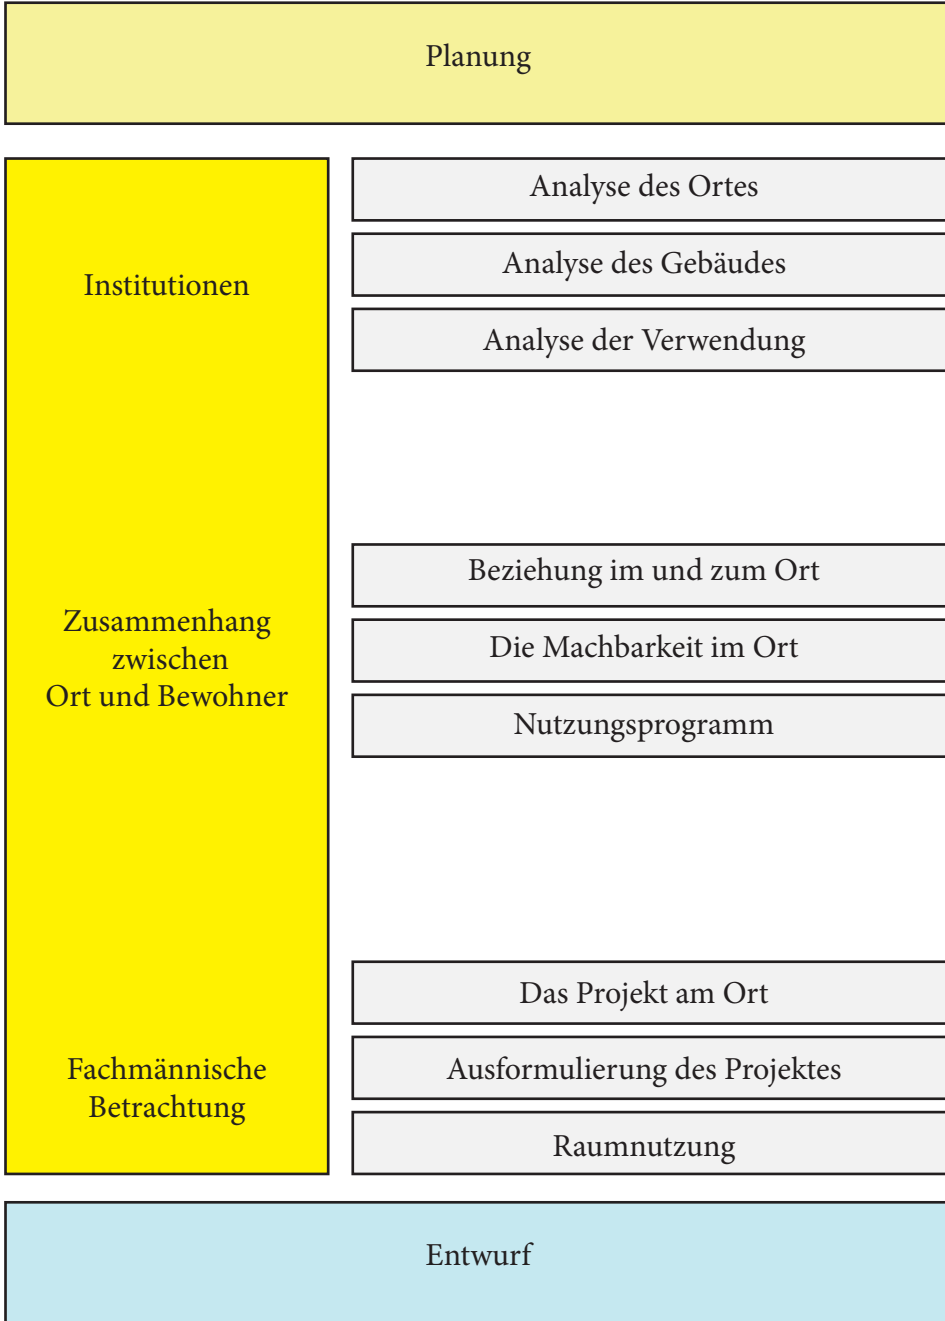 Planung
Institutionen
Analyse des Ortes
Analyse des Gebäudes
Analyse der Verwendung
Zusammenhang
zwischen
Ort und Bewohner
Beziehung im und zum Ort
Die Machbarkeit im Ort
Nutzungsprogramm
Fachmännische
Betrachtung
Das Projekt am Ort
Ausformulierung des Projektes
Raumnutzung
Entwurf